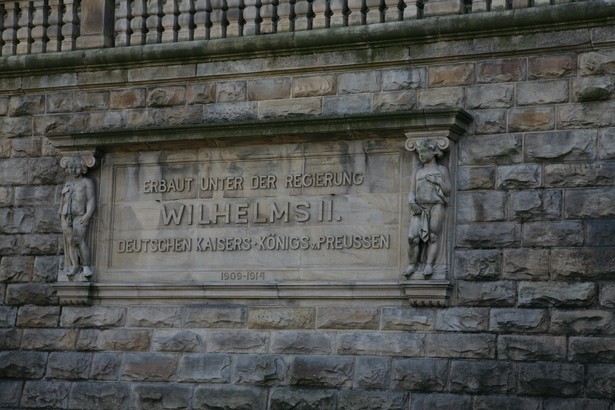 ERBAUT UNTER DER REGIERUNG
WILHELMS II.
DEUTSCHEN KAISERS · KÖNIGS v. PREUSSEN
1909-1914